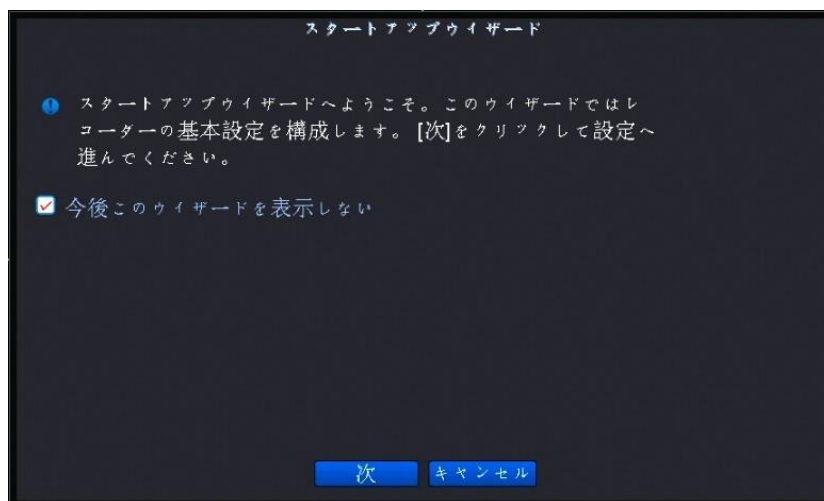 スタートアップウイザード
スタートアップウイザードへようこそ。このウイザードではレ
コーダーの基本設定を構成します。[次]をクリックして設定へ
進んでください。
今後このウイザードを表示しない
次
キャンセル